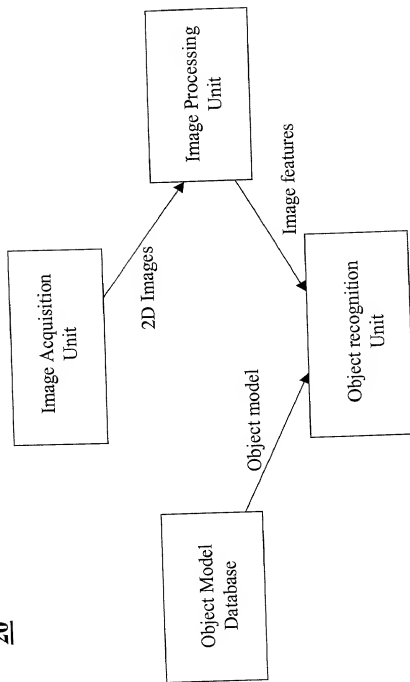 20
Image Acquisition
Unit
2D Images
Object Model
Database
Image Processing
Unit
Object model
Image features
Object recognition
Unit